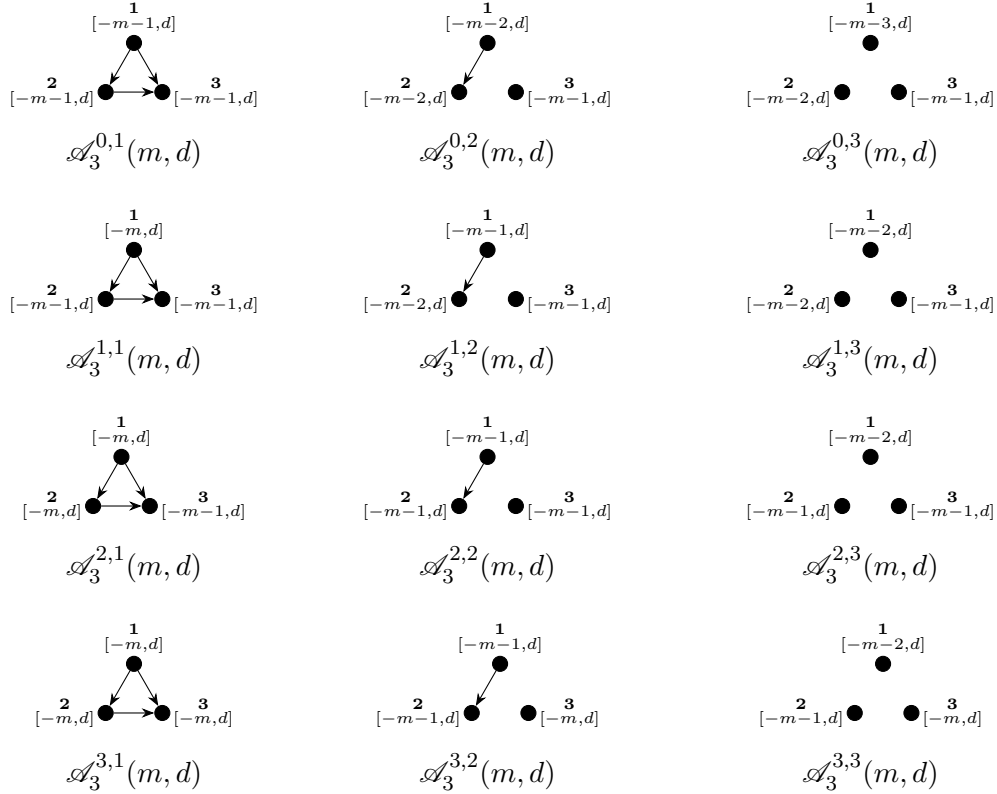 1 1 1
[−m−1,d] [−m−2,d] [−m−3,d]
2 3 2 3 2 3
[−m−1,d] [−m−1,d] [−m−2,d] [−m−1,d] [−m−2,d] [−m−1,d]
𝒜₃^{0,1}(m, d) 𝒜₃^{0,2}(m, d) 𝒜₃^{0,3}(m, d)
1 1 1
[−m,d] [−m−1,d] [−m−2,d]
2 3 2 3 2 3
[−m−1,d] [−m−1,d] [−m−2,d] [−m−1,d] [−m−2,d] [−m−1,d]
𝒜₃^{1,1}(m, d) 𝒜₃^{1,2}(m, d) 𝒜₃^{1,3}(m, d)
1 1 1
[−m,d] [−m−1,d] [−m−2,d]
2 3 2 3 2 3
[−m,d] [−m−1,d] [−m−1,d] [−m−1,d] [−m−1,d] [−m−1,d]
𝒜₃^{2,1}(m, d) 𝒜₃^{2,2}(m, d) 𝒜₃^{2,3}(m, d)
1 1 1
[−m,d] [−m−1,d] [−m−2,d]
2 3 2 3 2 3
[−m,d] [−m,d] [−m−1,d] [−m,d] [−m−1,d] [−m,d]
𝒜₃^{3,1}(m, d) 𝒜₃^{3,2}(m, d) 𝒜₃^{3,3}(m, d)